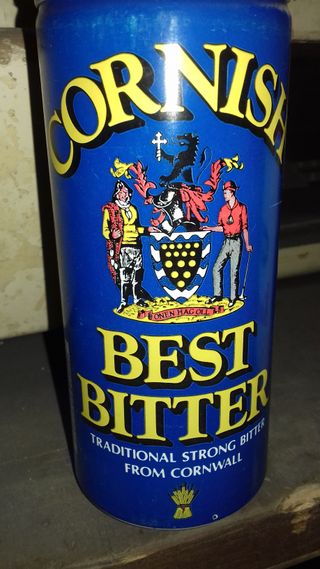 CORNISH
ONEN HAG OLL
BEST
BITTER
TRADITIONAL STRONG BITTER
FROM CORNWALL